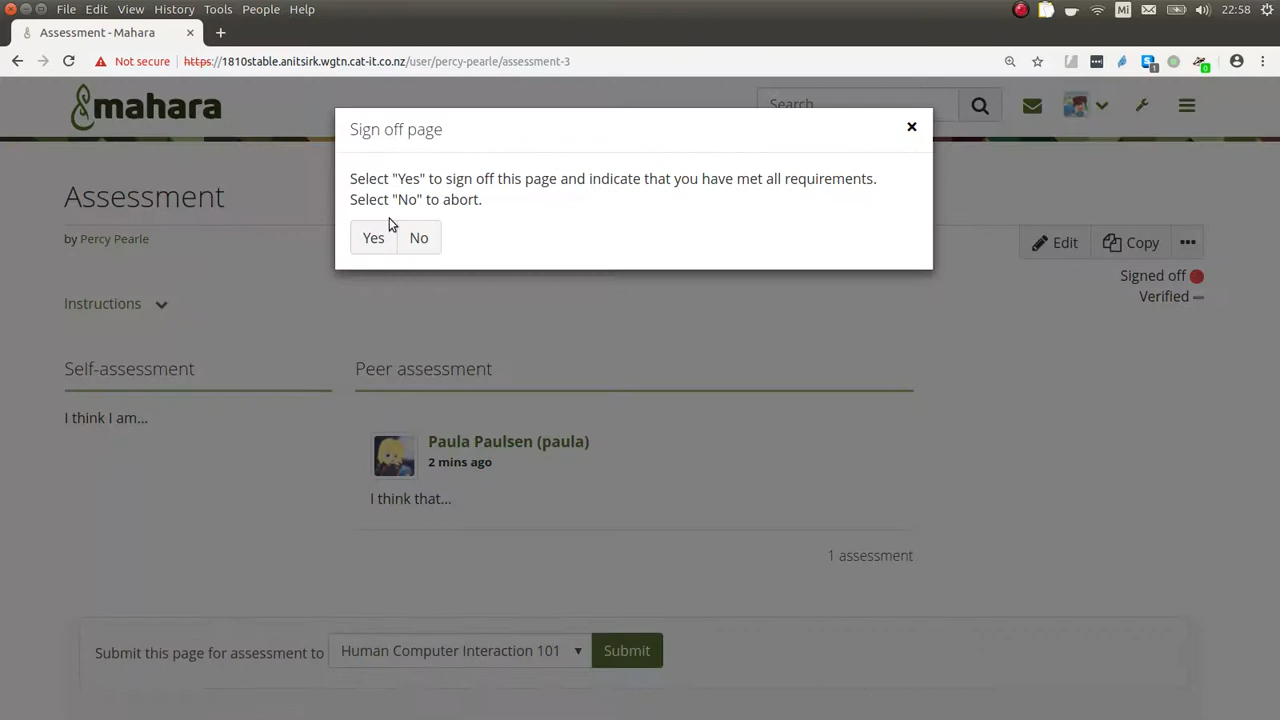 File Edit View History Tools People Help
Mi 22:58
Assessment - Mahara
Not secure https://1810stable.anitsirk.wgtn.cat-it.co.nz/user/percy-pearle/assessment-3
1
0
mahara
Search
Sign off page
Select "Yes" to sign off this page and indicate that you have met all requirements.
Select "No" to abort.
Yes No
Assessment
by Percy Pearle
Edit Copy
Signed off
Verified
Instructions
Self-assessment
Peer assessment
I think I am...
Paula Paulsen (paula)
2 mins ago
I think that...
1 assessment
Submit this page for assessment to Human Computer Interaction 101 Submit